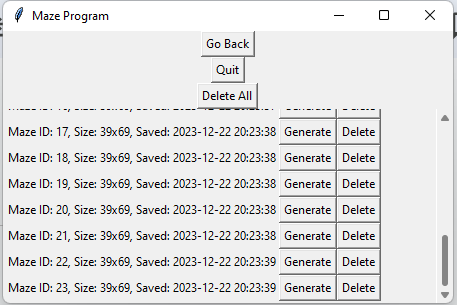 Maze Program
Go Back
Quit
Delete All
Maze ID: 17, Size: 39x69, Saved: 2023-12-22 20:23:38 Generate Delete
Maze ID: 18, Size: 39x69, Saved: 2023-12-22 20:23:38 Generate Delete
Maze ID: 19, Size: 39x69, Saved: 2023-12-22 20:23:38 Generate Delete
Maze ID: 20, Size: 39x69, Saved: 2023-12-22 20:23:38 Generate Delete
Maze ID: 21, Size: 39x69, Saved: 2023-12-22 20:23:38 Generate Delete
Maze ID: 22, Size: 39x69, Saved: 2023-12-22 20:23:39 Generate Delete
Maze ID: 23, Size: 39x69, Saved: 2023-12-22 20:23:39 Generate Delete